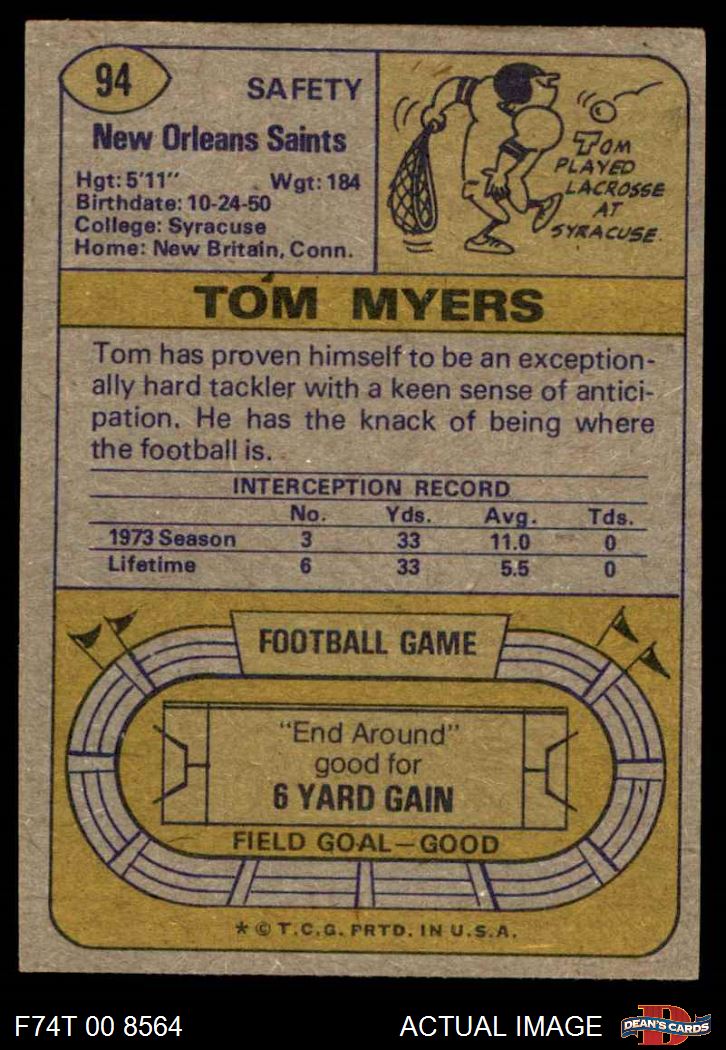 94
SAFETY
New Orleans Saints
Hgt: 5'11" Wgt: 184
Birthdate: 10-24-50
College: Syracuse
Home: New Britain, Conn.
TOM
PLAYED
LACROSSE
AT
SYRACUSE.
TOM MYERS
Tom has proven himself to be an exception-
ally hard tackler with a keen sense of antici-
pation. He has the knack of being where
the football is.
INTERCEPTION RECORD
No. Yds. Avg. Tds.
1973 Season 3 33 11.0 0
Lifetime 6 33 5.5 0
FOOTBALL GAME
"End Around"
good for
6 YARD GAIN
FIELD GOAL—GOOD
* © T.C.G. PRTD. IN U.S.A.
F74T 00 8564 ACTUAL IMAGE
D
DEAN'S CARDS